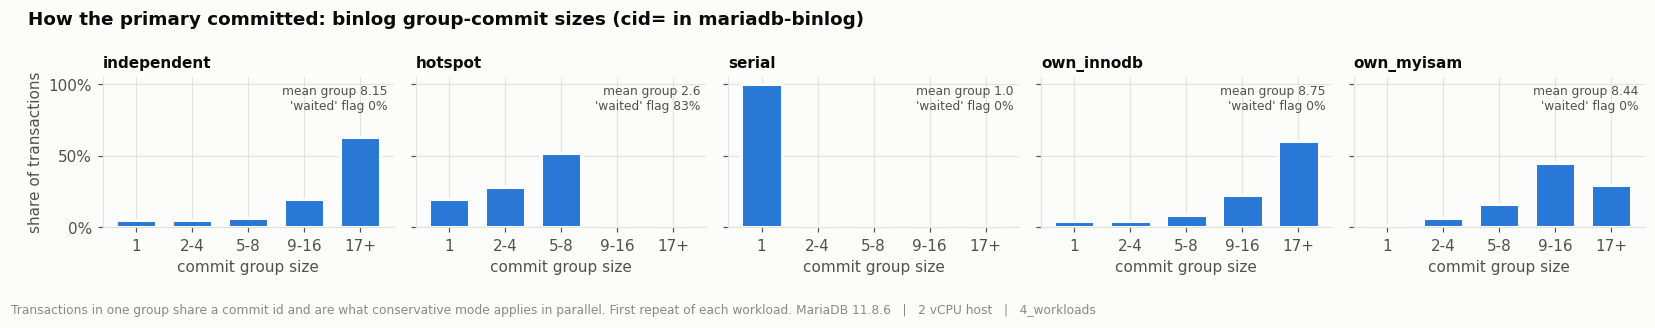 How the primary committed: binlog group-commit sizes (cid= in mariadb-binlog)
independent hotspot serial own_innodb own_myisam
share of transactions
100%
50%
0%
mean group 8.15
'waited' flag 0%
mean group 2.6
'waited' flag 83%
mean group 1.0
'waited' flag 0%
mean group 8.75
'waited' flag 0%
mean group 8.44
'waited' flag 0%
1 2-4 5-8 9-16 17+ 1 2-4 5-8 9-16 17+ 1 2-4 5-8 9-16 17+ 1 2-4 5-8 9-16 17+ 1 2-4 5-8 9-16 17+
commit group size commit group size commit group size commit group size commit group size
Transactions in one group share a commit id and are what conservative mode applies in parallel. First repeat of each workload. MariaDB 11.8.6 | 2 vCPU host | 4_workloads